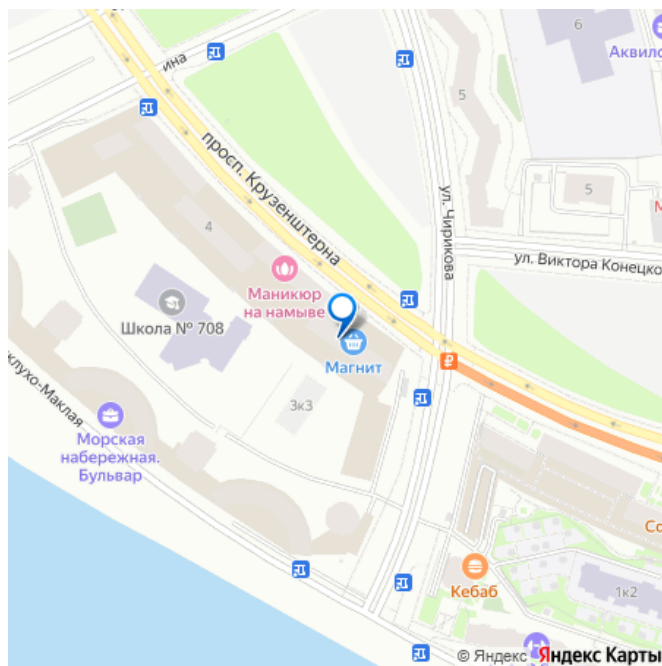 6
Аквило
ина
5
просп. Крузенштерна
ул. Чирикова
5
4
ул. Виктора Конецко
Маникюр
на намыве
Школа № 708
Магнит
₽
3к3
клухо-Маклая
Морская
набережная.
Бульвар
Со
Кебаб
1к2
© Яндекс Яндекс Карты